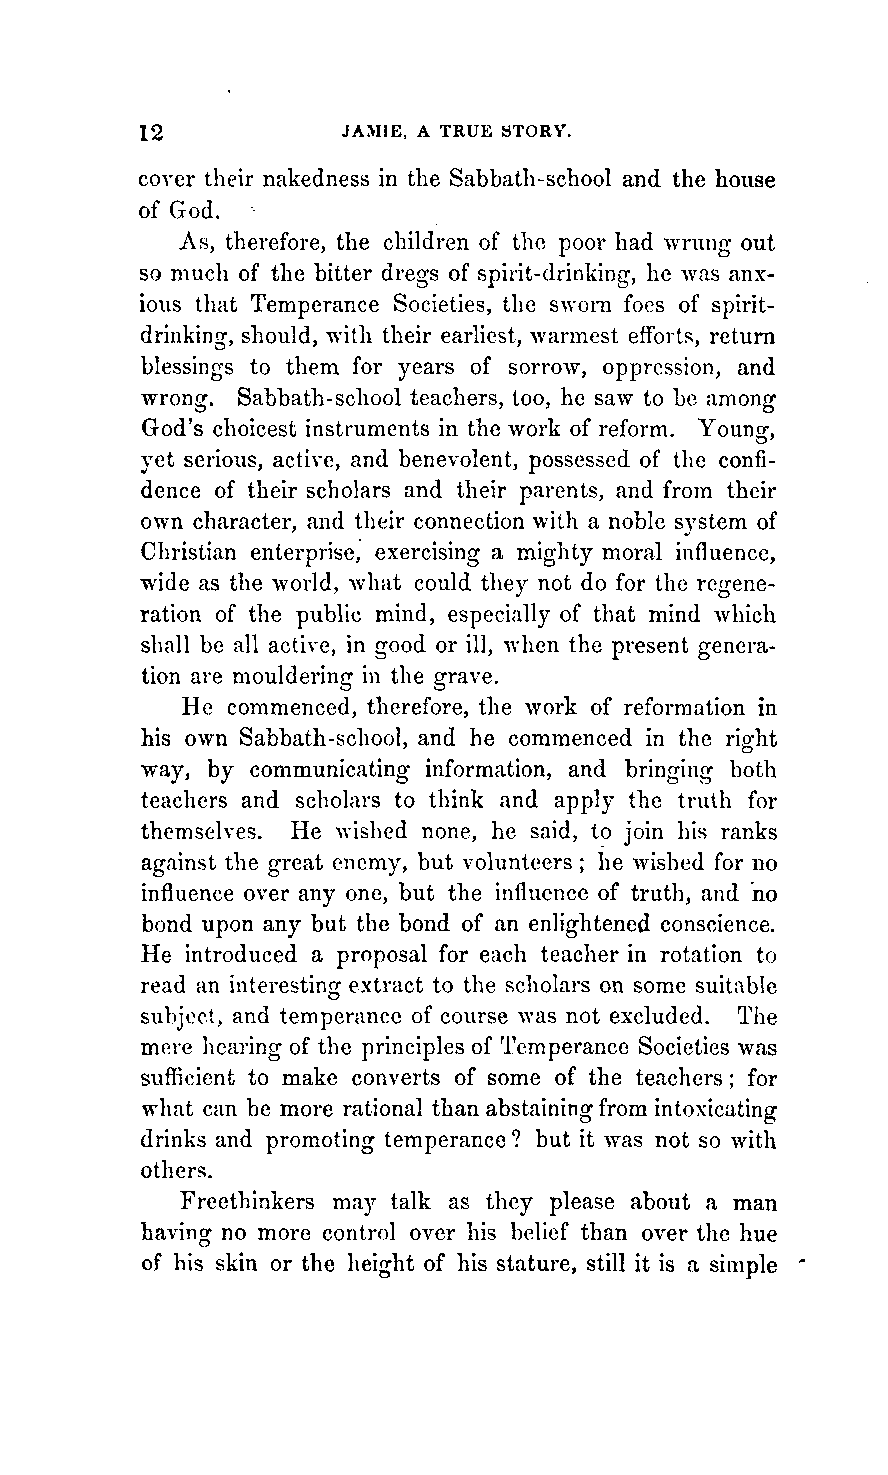 12 JAMIE, A TRUE STORY.
cover their nakedness in the Sabbath-school and the house
of God.
As, therefore, the children of the poor had wrung out
so much of the bitter dregs of spirit-drinking, he was anx-
ious that Temperance Societies, the sworn foes of spirit-
drinking, should, with their earliest, warmest efforts, return
blessings to them for years of sorrow, oppression, and
wrong. Sabbath-school teachers, too, he saw to be among
God's choicest instruments in the work of reform. Young,
yet serious, active, and benevolent, possessed of the confi-
dence of their scholars and their parents, and from their
own character, and their connection with a noble system of
Christian enterprise, exercising a mighty moral influence,
wide as the world, what could they not do for the regene-
ration of the public mind, especially of that mind which
shall be all active, in good or ill, when the present genera-
tion are mouldering in the grave.
He commenced, therefore, the work of reformation in
his own Sabbath-school, and he commenced in the right
way, by communicating information, and bringing both
teachers and scholars to think and apply the truth for
themselves. He wished none, he said, to join his ranks
against the great enemy, but volunteers; he wished for no
influence over any one, but the influence of truth, and no
bond upon any but the bond of an enlightened conscience.
He introduced a proposal for each teacher in rotation to
read an interesting extract to the scholars on some suitable
subject, and temperance of course was not excluded. The
mere hearing of the principles of Temperance Societies was
sufficient to make converts of some of the teachers; for
what can be more rational than abstaining from intoxicating
drinks and promoting temperance? but it was not so with
others.
Freethinkers may talk as they please about a man
having no more control over his belief than over the hue
of his skin or the height of his stature, still it is a simple